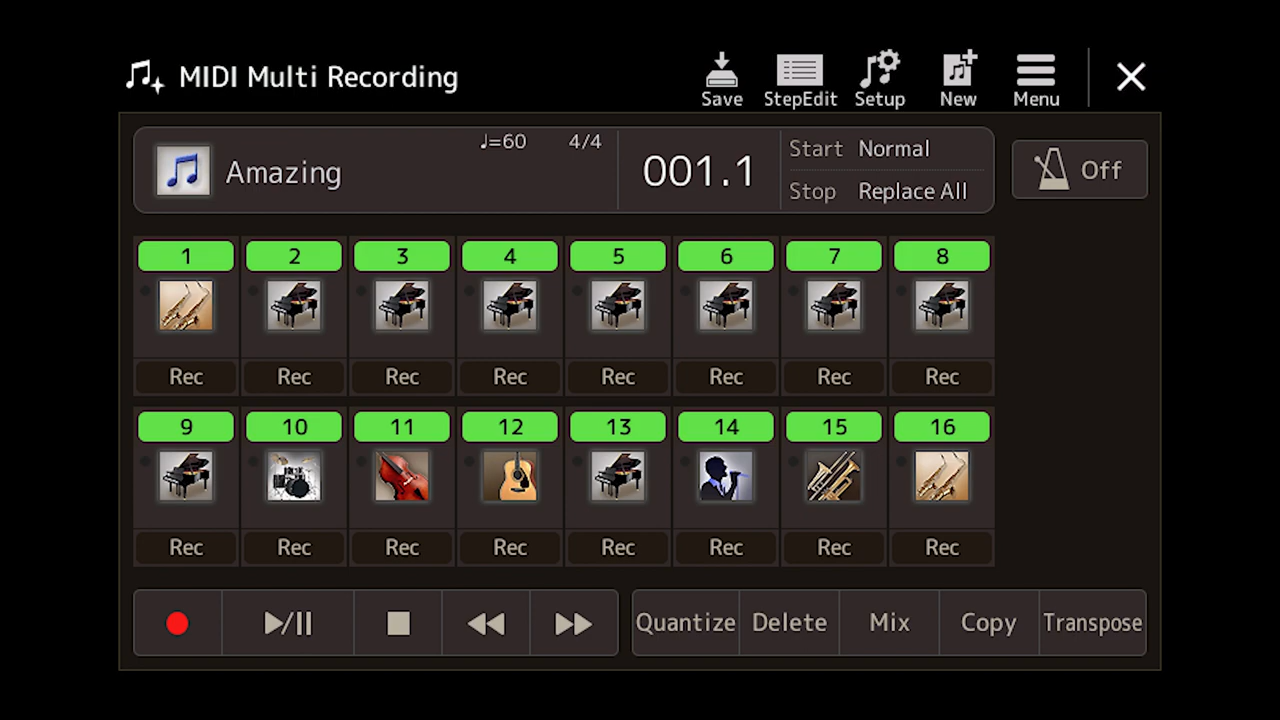 MIDI Multi Recording
Save StepEdit Setup New Menu
Amazing
♩=60 4/4
001.1
Start Normal
Stop Replace All
Off
1 2 3 4 5 6 7 8
Rec Rec Rec Rec Rec Rec Rec Rec
9 10 11 12 13 14 15 16
Rec Rec Rec Rec Rec Rec Rec Rec
Quantize Delete Mix Copy Transpose